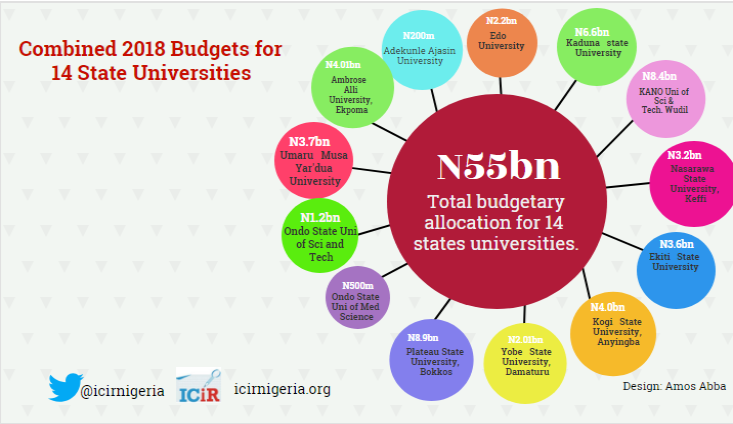 Combined 2018 Budgets for
14 State Universities
N55bn
Total budgetary
allocation for 14
states universities.
N2.2bn
Edo
University
N6.6bn
Kaduna state
University
N8.4bn
KANO Uni of
Sci &
Tech. Wudil
N3.2bn
Nasarawa
State
University,
Keffi
N3.6bn
Ekiti State
University
N4.0bn
Kogi State
University,
Anyingba
N2.01bn
Yobe State
University,
Damaturu
N8.9bn
Plateau State
University,
Bokkos
N500m
Ondo State
Uni of Med
Science
N1.2bn
Ondo State Uni
of Sci and
Tech
N3.7bn
Umaru Musa
Yar'dua
University
N4.01bn
Ambrose
Alli
University,
Ekpoma
N200m
Adekunle Ajasin
University
@icirnigeria
ICiR
icirnigeria.org
Design: Amos Abba